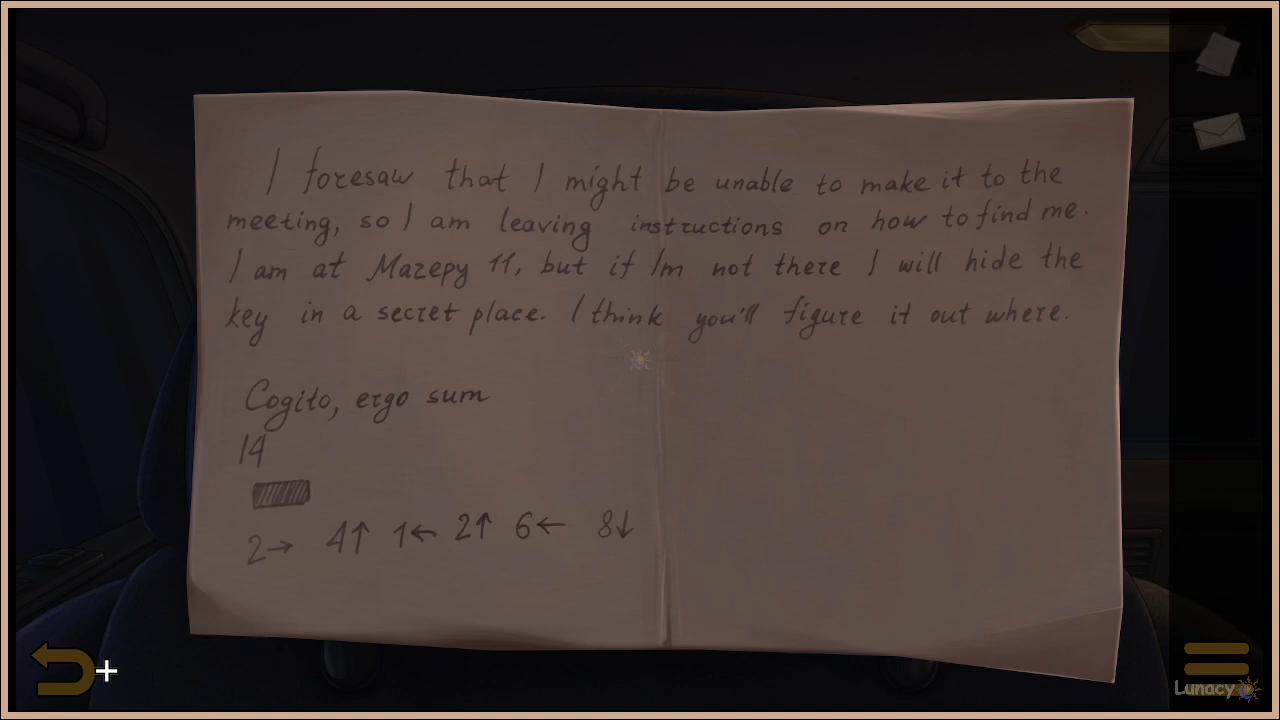 I foresaw that I might be unable to make it to the
meeting, so I am leaving instructions on how to find me.
I am at Mazepy 11, but if Im not there I will hide the
key in a secret place. I think you'll figure it out where.
Cogito, ergo sum
14
2→ 4↑ 1← 2↑ 6← 8↓
Lunacy